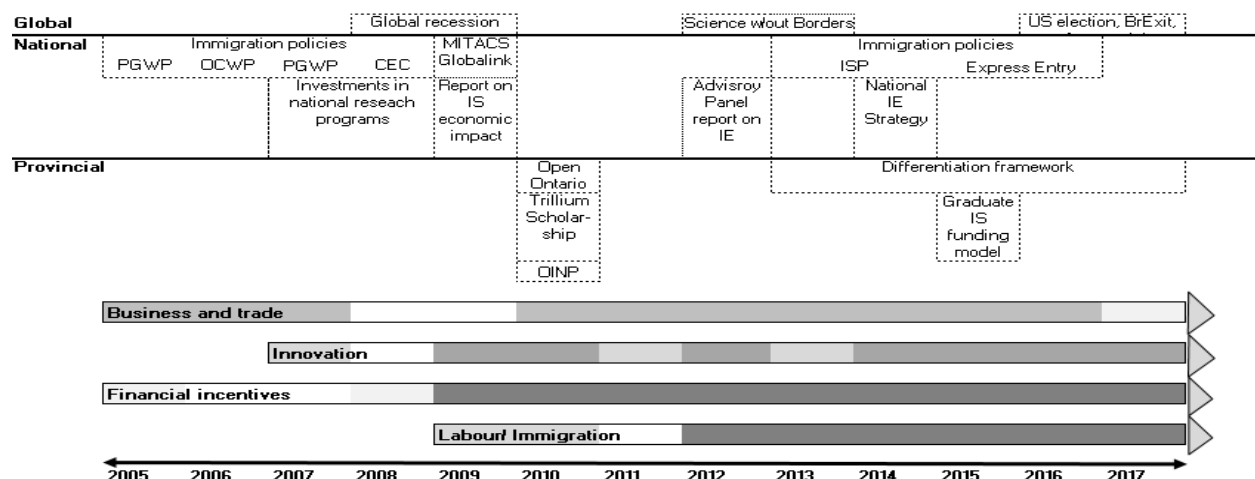 Global
Global recession
Science w/out Borders
US election, BrExit,
National
Immigration policies
PGWP OCWP PGWP CEC
MITACS
Globalink
Immigration policies
ISP Express Entry
Investments in
national reseach
programs
Report on
IS
economic
impact
Advisroy
Panel
report on
IE
National
IE
Strategy
Provincial
Open
Ontario
Trillium
Scholar-
ship
OINP
Differentiation framework
Graduate
IS
funding
model
Business and trade
Innovation
Financial incentives
Labour/ Immigration
2005 2006 2007 2008 2009 2010 2011 2012 2013 2014 2015 2016 2017